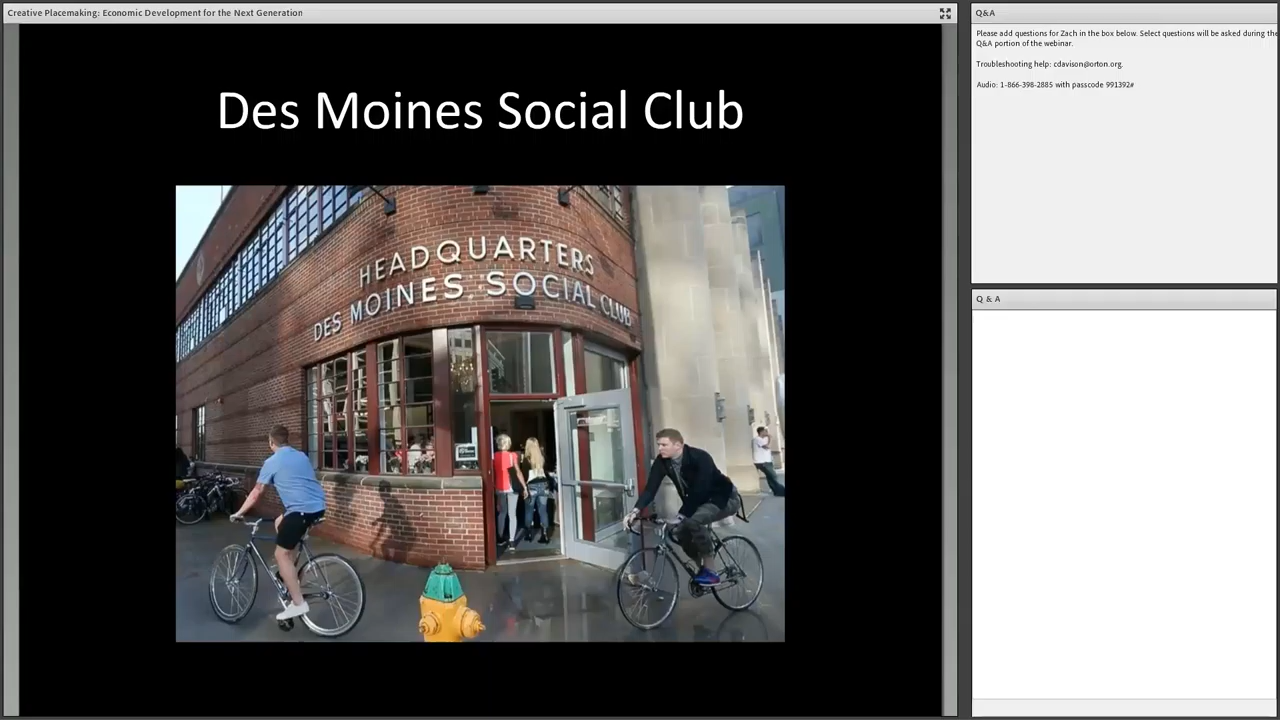 Creative Placemaking: Economic Development for the Next Generation
Des Moines Social Club
HEADQUARTERS
DES MOINES SOCIAL CLUB
Q&A
Please add questions for Zach in the box below. Select questions will be asked during the
Q&A portion of the webinar.
Troubleshooting help: cdavison@orton.org.
Audio: 1-866-398-2885 with passcode 991392#
Q & A